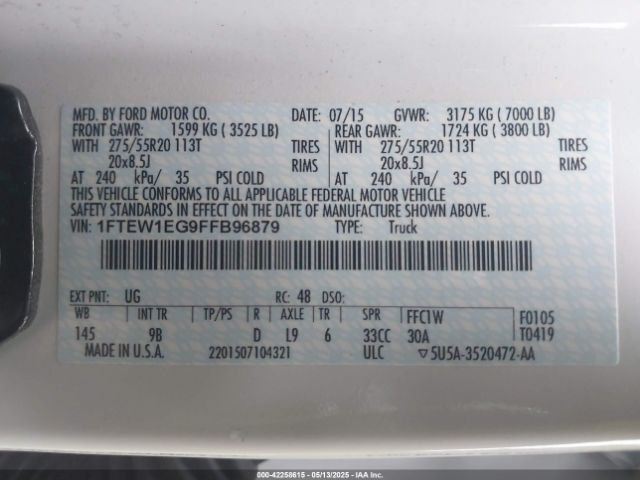 MFD. BY FORD MOTOR CO. DATE: 07/15 GVWR: 3175 KG ( 7000 LB)
FRONT GAWR: 1599 KG ( 3525 LB) REAR GAWR: 1724 KG ( 3800 LB)
WITH 275/55R20 113T TIRES WITH 275/55R20 113T TIRES
20x8.5J RIMS 20x8.5J RIMS
AT 240 kPa/ 35 PSI COLD AT 240 kPa/ 35 PSI COLD
THIS VEHICLE CONFORMS TO ALL APPLICABLE FEDERAL MOTOR VEHICLE
SAFETY STANDARDS IN EFFECT ON THE DATE OF MANUFACTURE SHOWN ABOVE.
VIN: 1FTEW1EG9FFB96879 TYPE: Truck
EXT PNT: UG RC: 48 DSO:
WB INT TR TP/PS R AXLE TR SPR FFC1W F0105
145 9B D L9 6 33CC 30A T0419
MADE IN U.S.A. 2201507104321 ULC ▽5U5A-3520472-AA
000-42258615 - 05/13/2025 - IAAI.COM